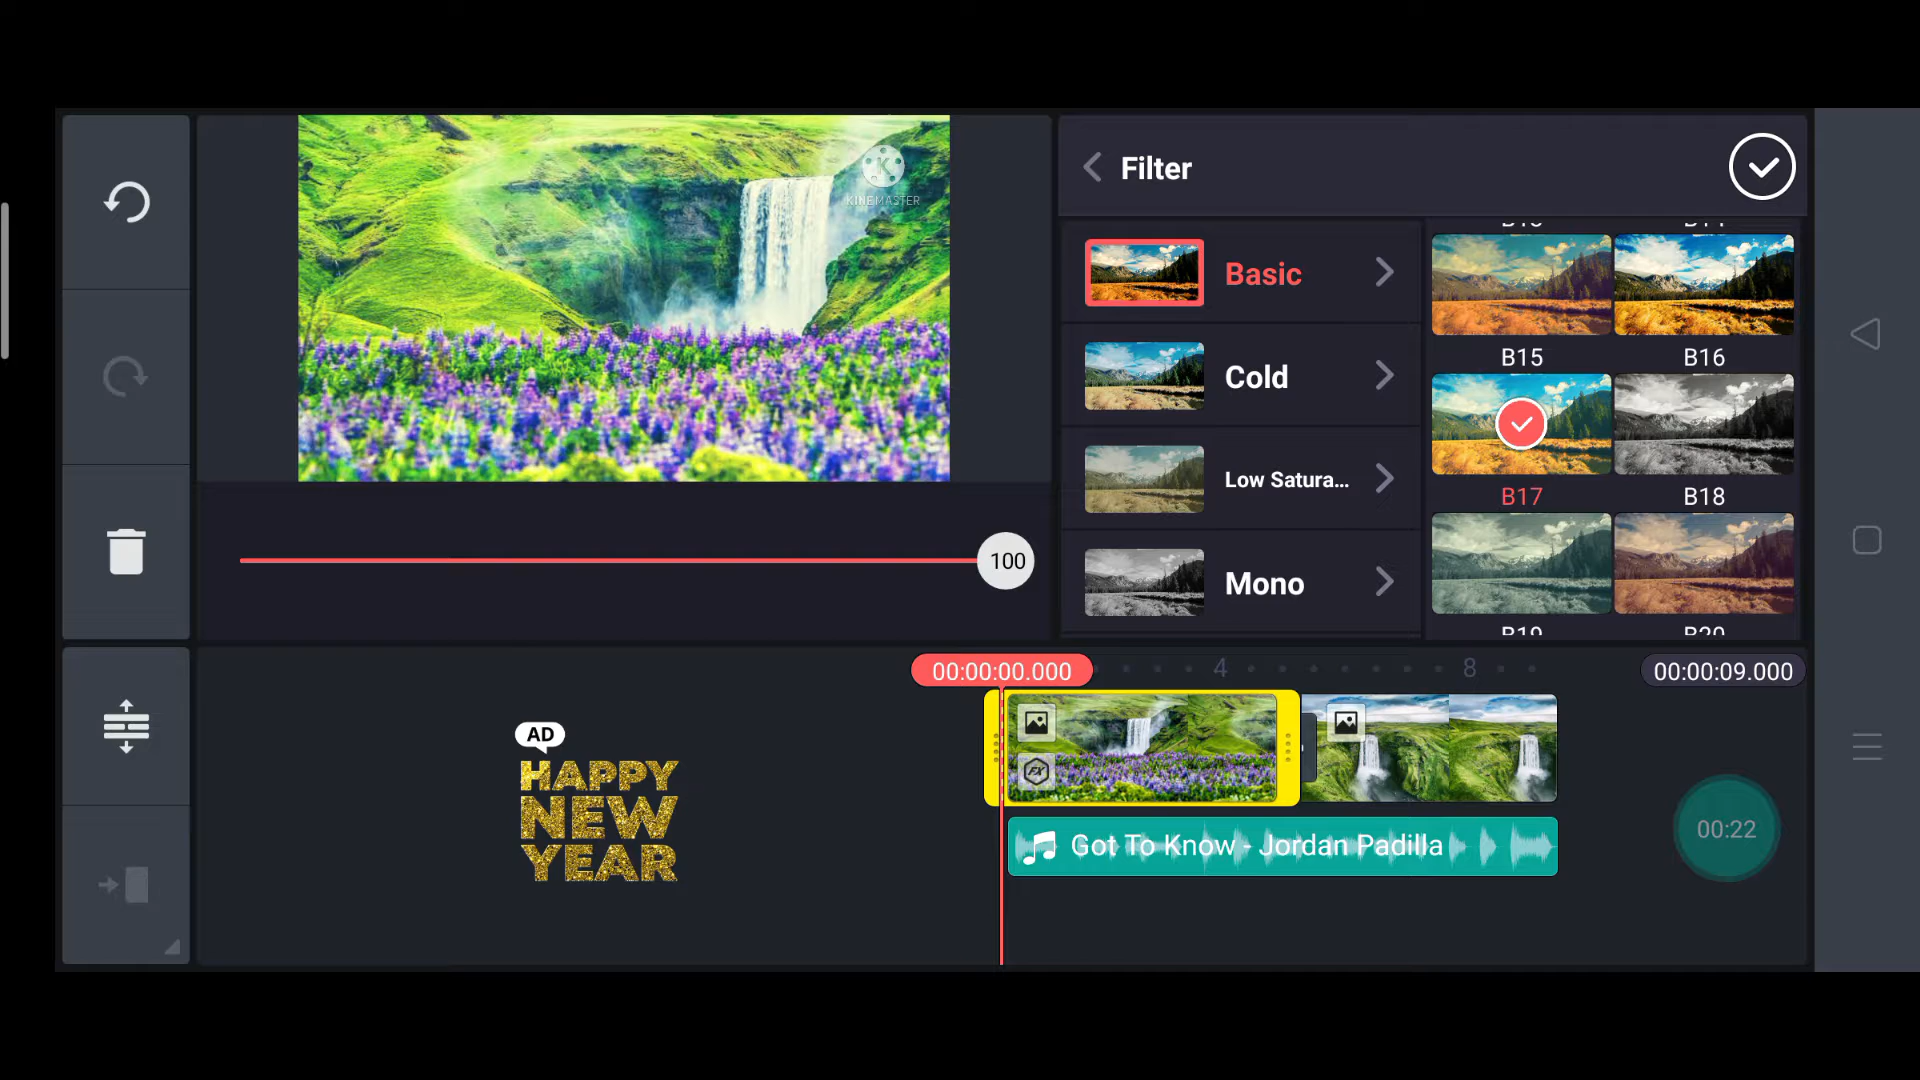 KINEMASTER
Filter
Basic
Cold
Low Satura...
Mono
B15
B16
B17
B18
B19
B20
100
00:00:00.000
4
8
00:00:09.000
AD
HAPPY
NEW
YEAR
FX
Got To Know - Jordan Padilla
00:22